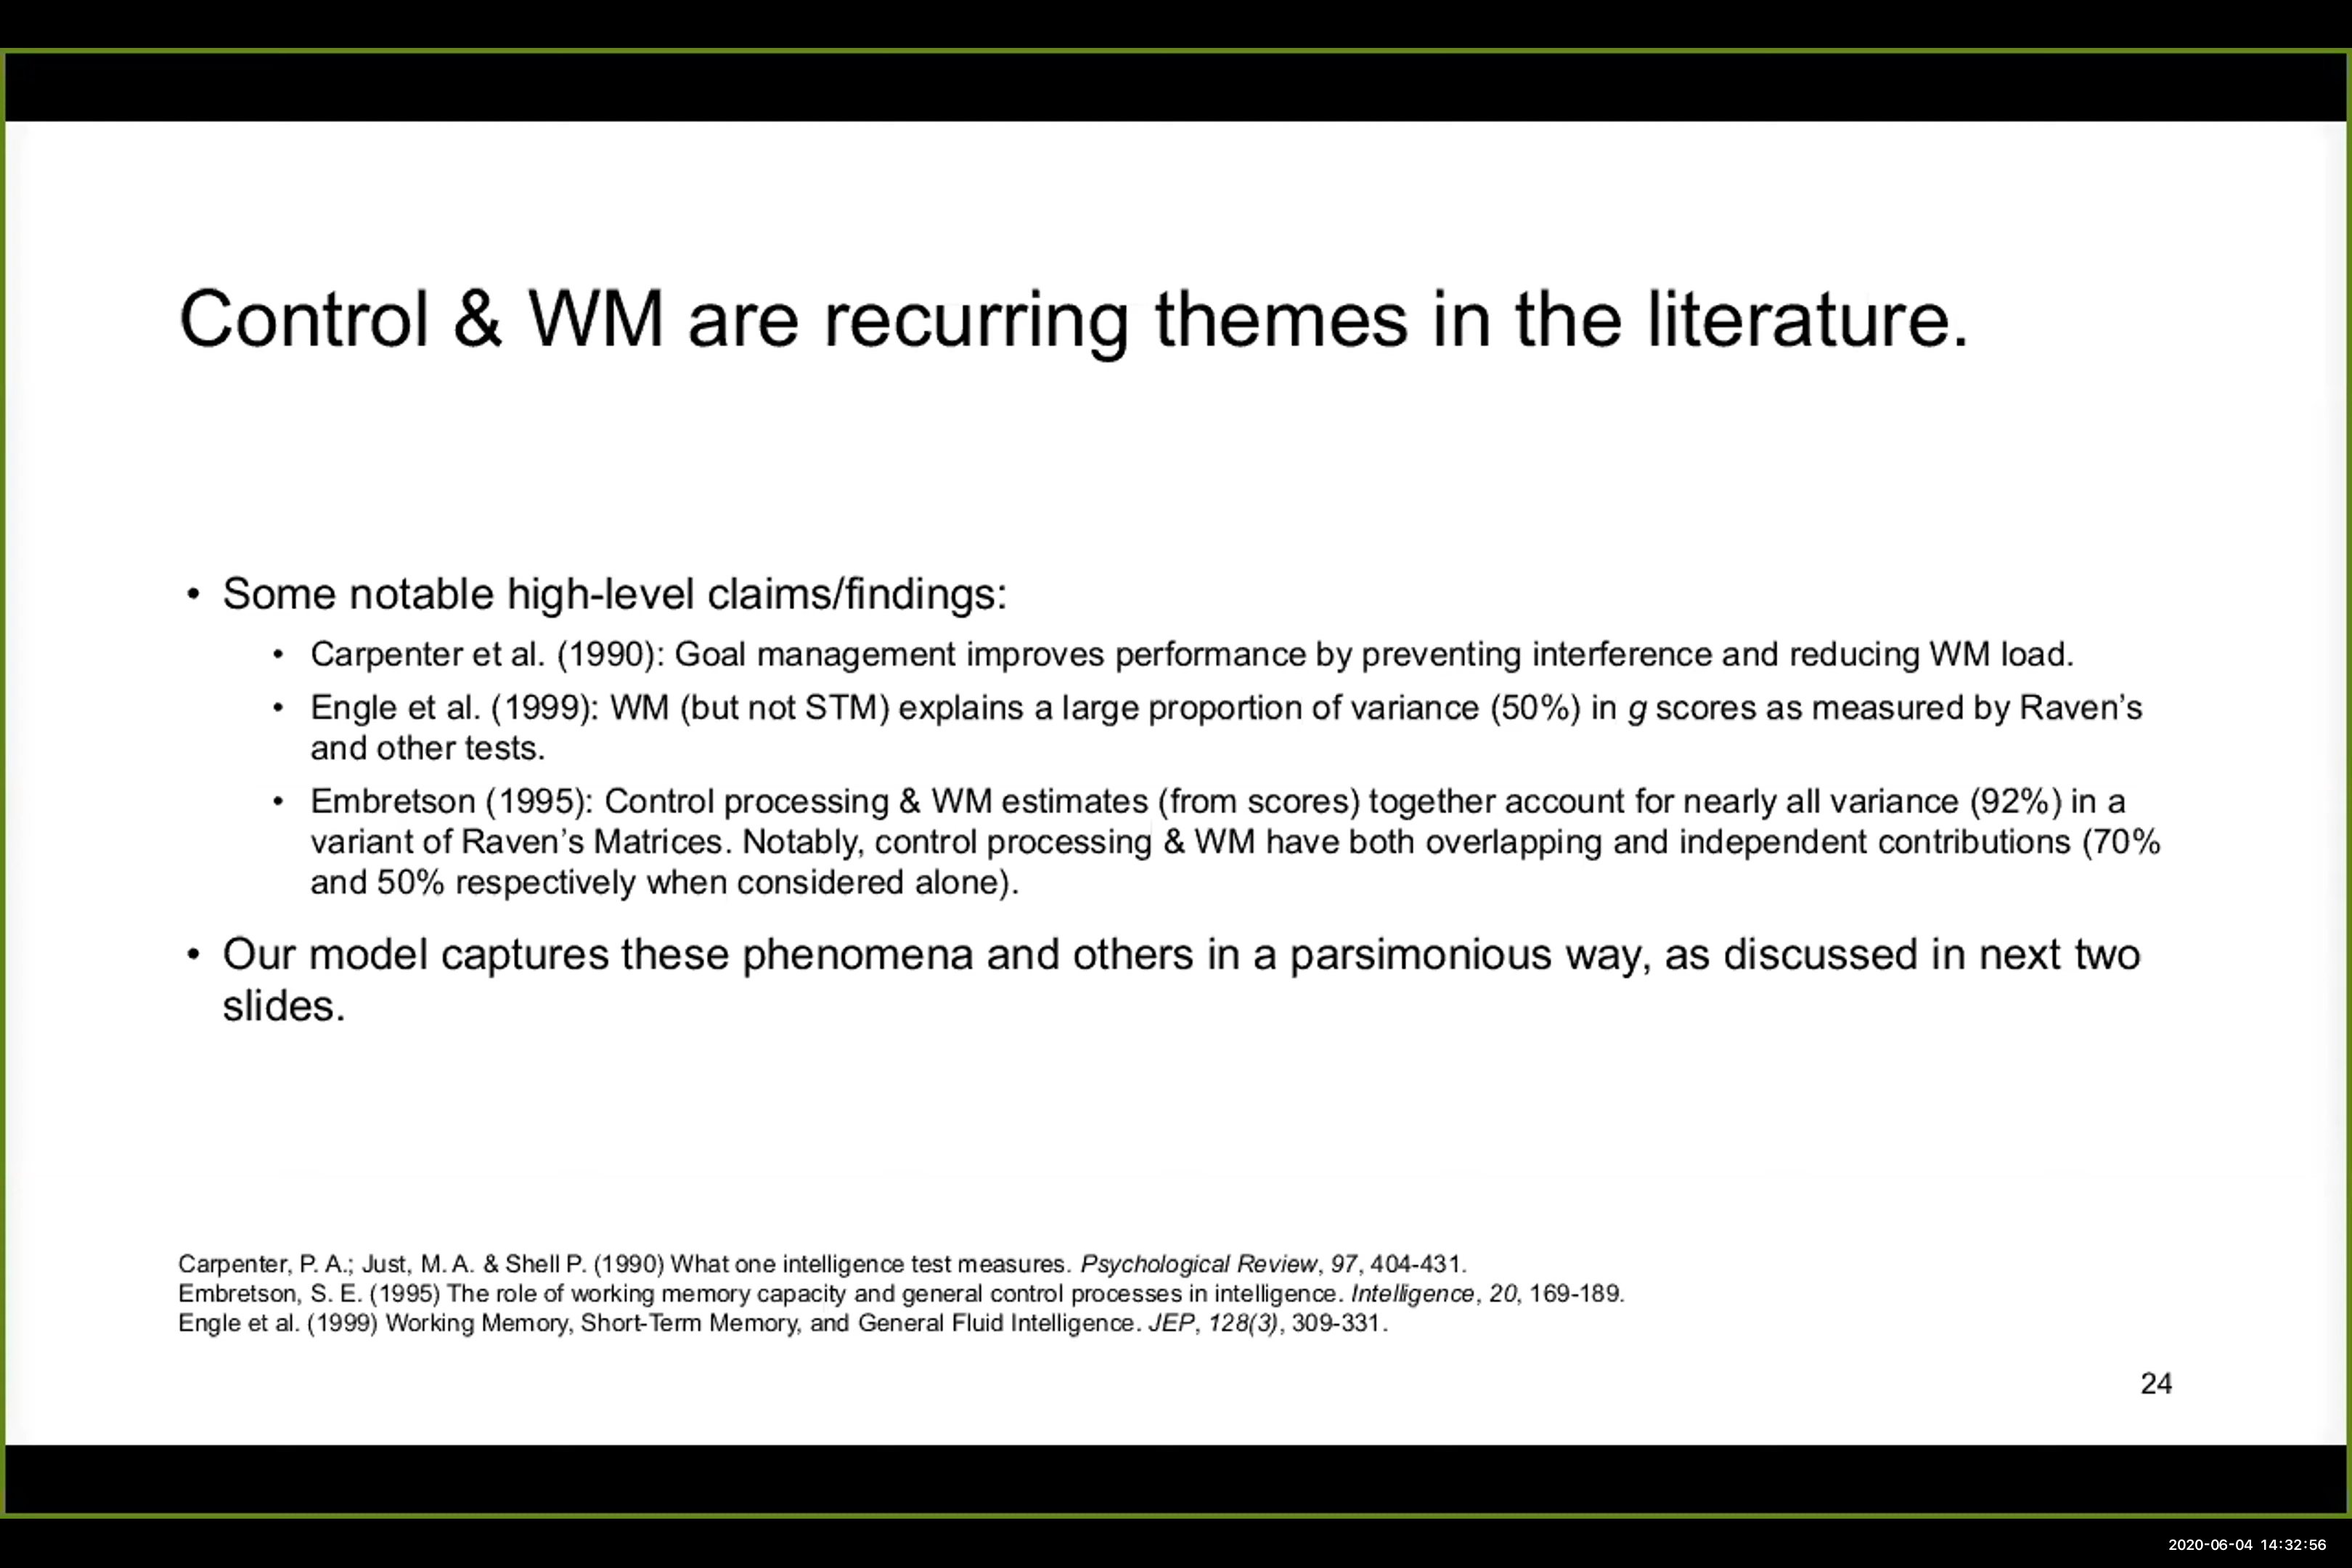 Control & WM are recurring themes in the literature.
• Some notable high-level claims/findings:
• Carpenter et al. (1990): Goal management improves performance by preventing interference and reducing WM load.
• Engle et al. (1999): WM (but not STM) explains a large proportion of variance (50%) in g scores as measured by Raven’s
and other tests.
• Embretson (1995): Control processing & WM estimates (from scores) together account for nearly all variance (92%) in a
variant of Raven’s Matrices. Notably, control processing & WM have both overlapping and independent contributions (70%
and 50% respectively when considered alone).
• Our model captures these phenomena and others in a parsimonious way, as discussed in next two
slides.
Carpenter, P. A.; Just, M. A. & Shell P. (1990) What one intelligence test measures. Psychological Review, 97, 404-431.
Embretson, S. E. (1995) The role of working memory capacity and general control processes in intelligence. Intelligence, 20, 169-189.
Engle et al. (1999) Working Memory, Short-Term Memory, and General Fluid Intelligence. JEP, 128(3), 309-331.
24
2020-06-04 14:32:56